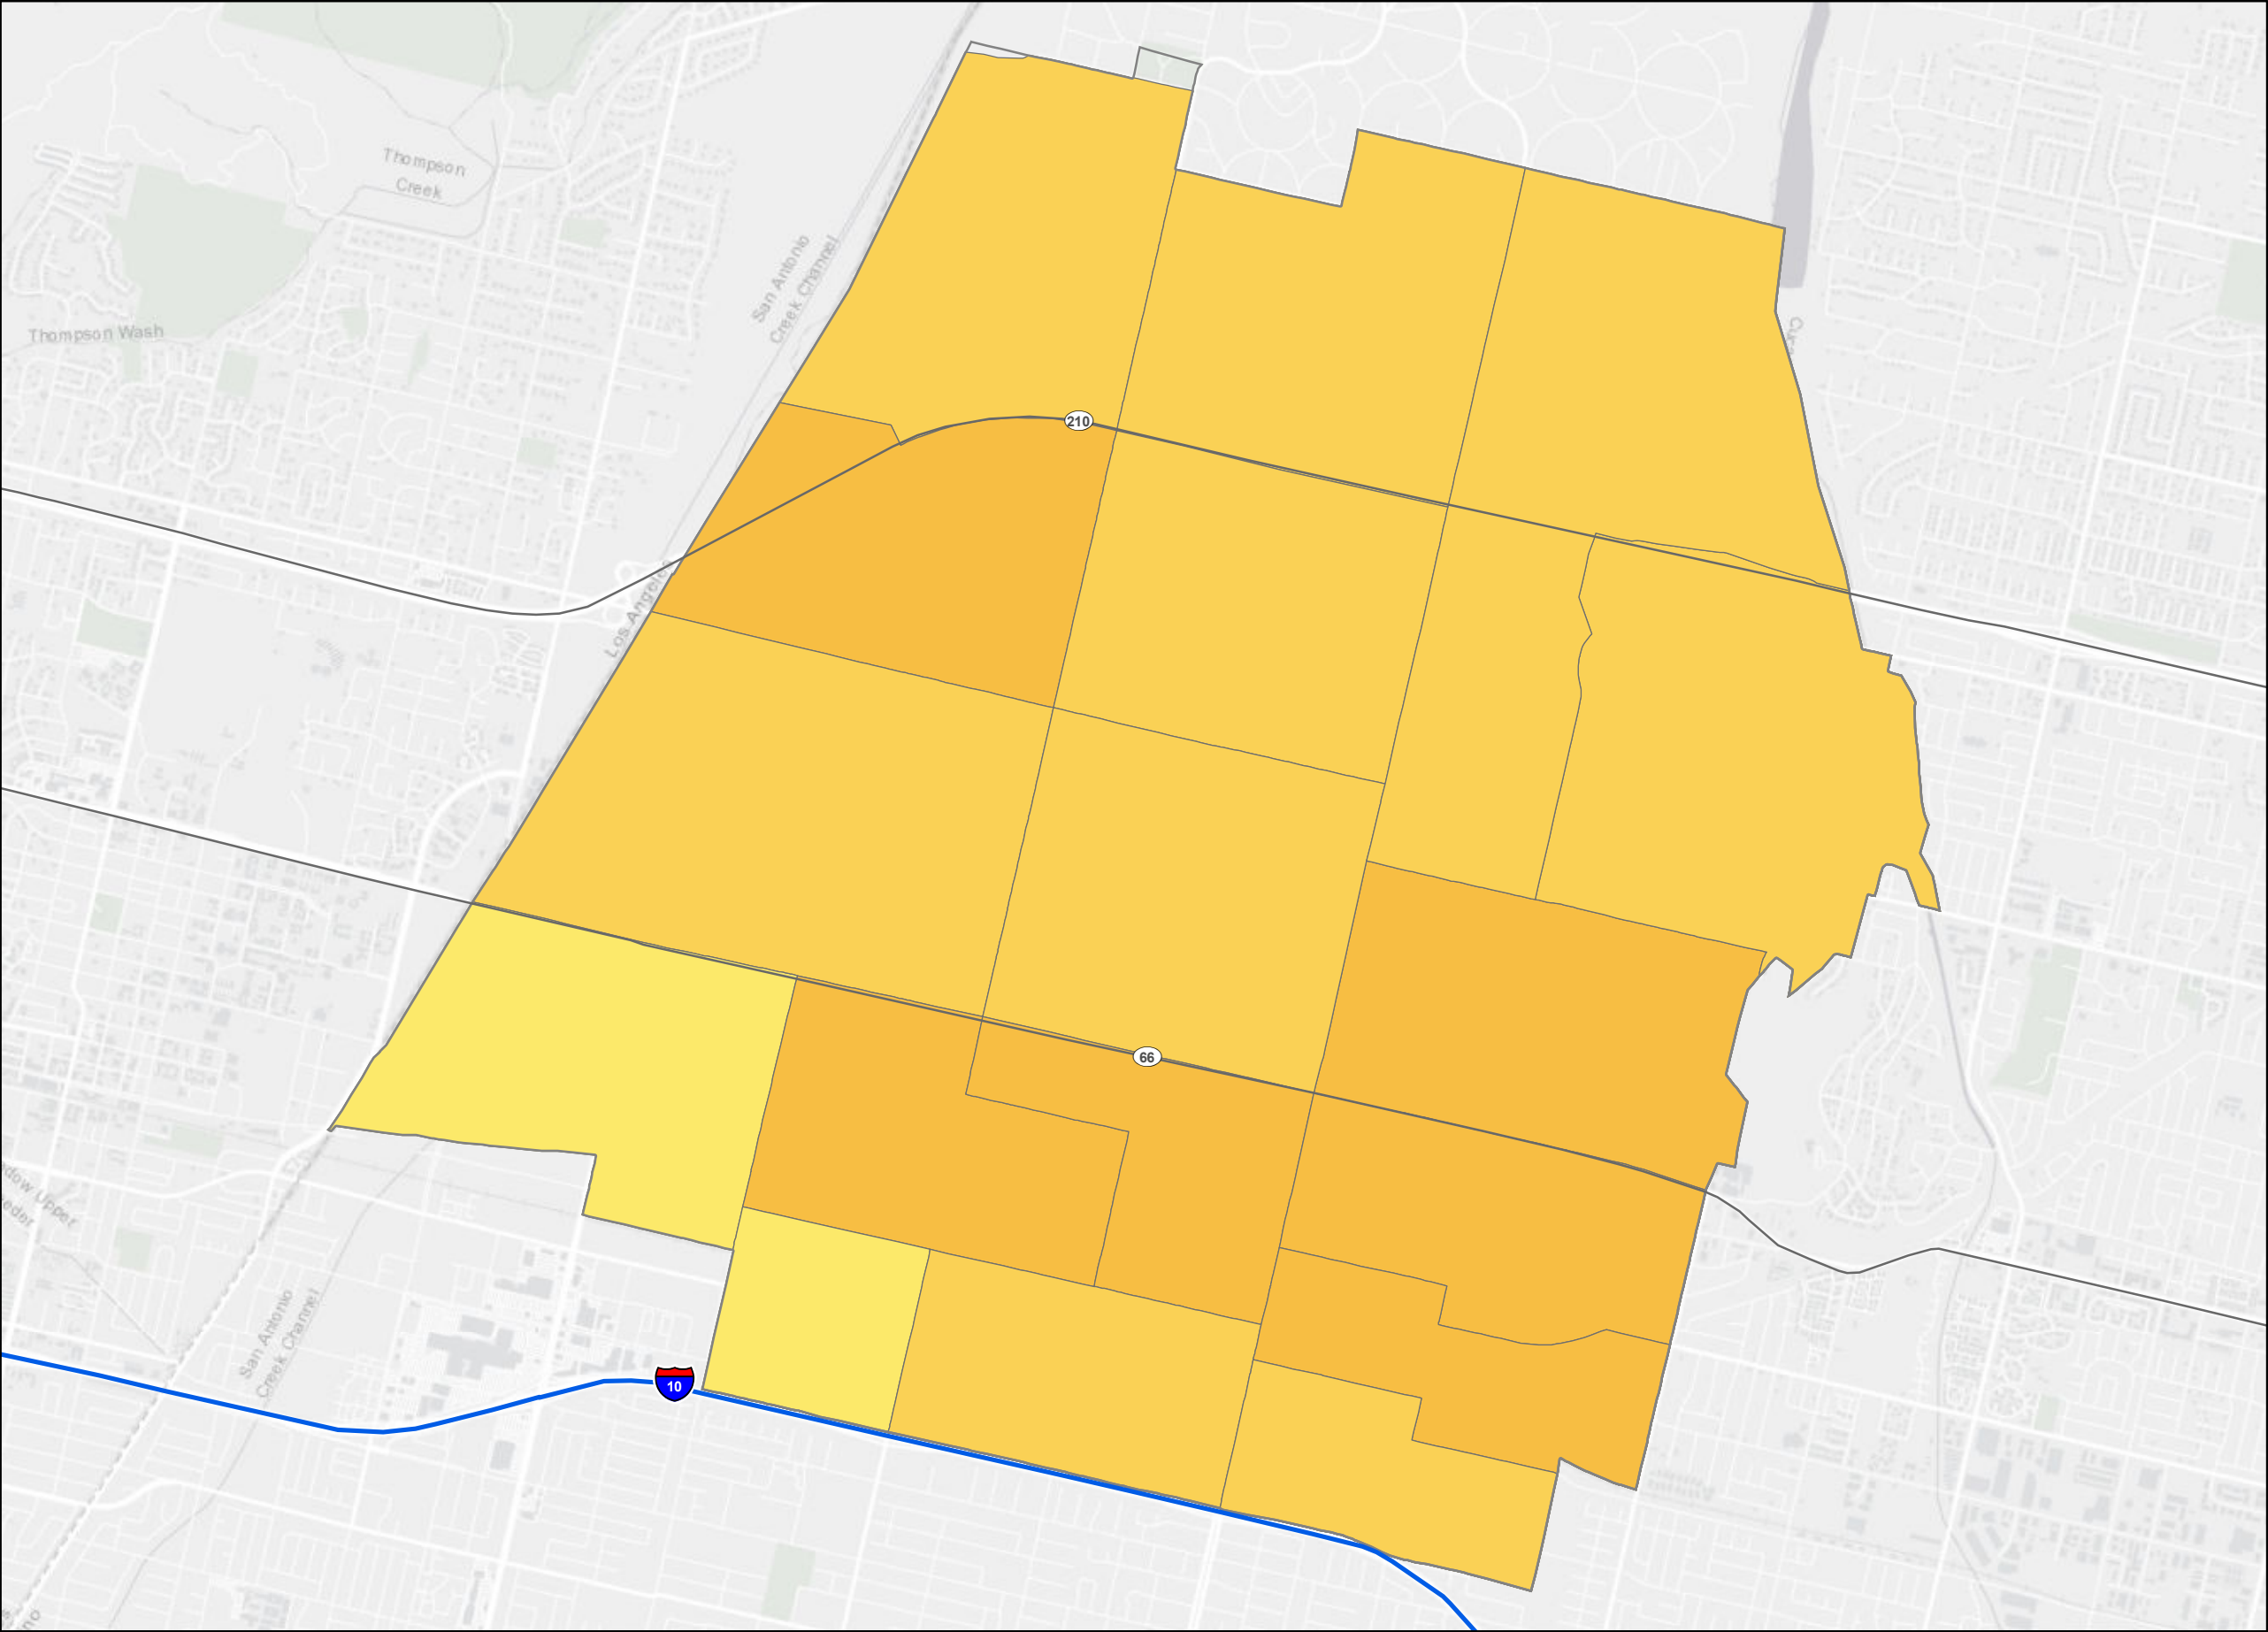 Thompson
Creek
San Antonio
Creek Channel
Thompson Wash
210
Los Angeles
66
San Antonio
Creek Channel
10